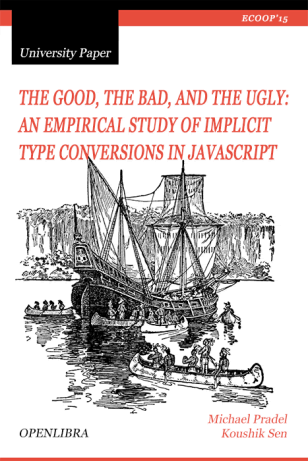 ECOOP'15
University Paper
THE GOOD, THE BAD, AND THE UGLY:
AN EMPIRICAL STUDY OF IMPLICIT
TYPE CONVERSIONS IN JAVASCRIPT
Michael Pradel
OPENLIBRA Koushik Sen